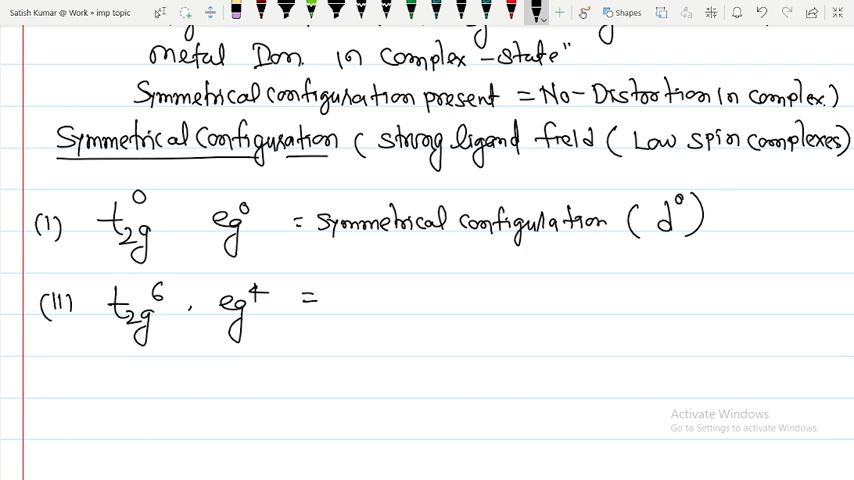 Satish Kumar @ Work » imp topic
Shapes
metal Ion. in complex - state"
Symmetrical configuration present = No-Distortion in complex.)
Symmetrical Configuration ( strong ligand field ( Low spin complexes)
(I) t2g⁰ eg⁰ = symmetrical configuration ( d⁰ )
(II) t2g⁶ . eg⁴ =
Activate Windows
Go to Settings to activate Windows.